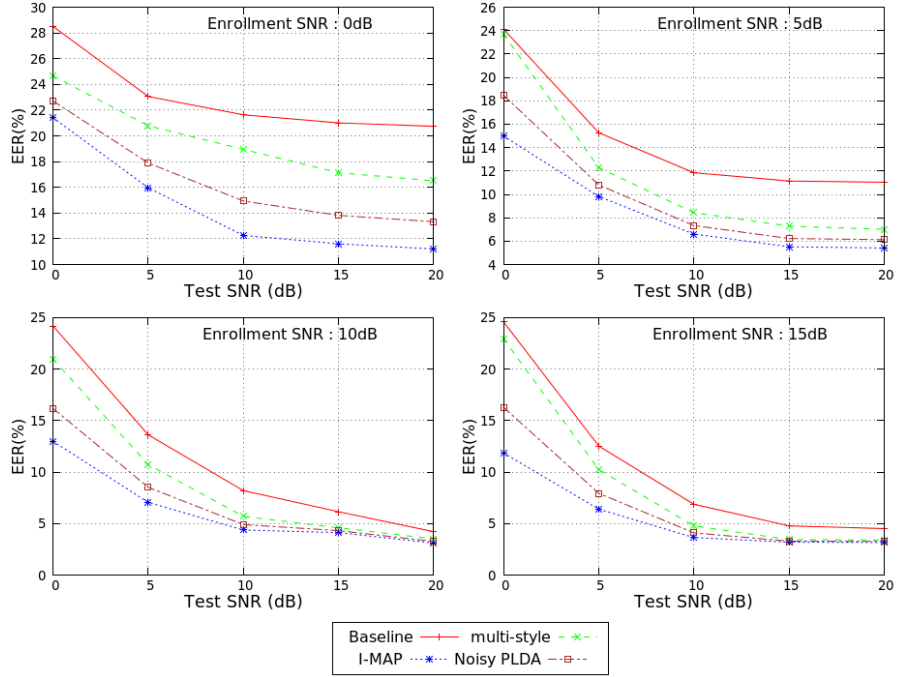 Enrollment SNR : 0dB
EER(%)
30
28
26
24
22
20
18
16
14
12
10
0 5 10 15 20
Test SNR (dB)
Enrollment SNR : 5dB
EER(%)
26
24
22
20
18
16
14
12
10
8
6
4
0 5 10 15 20
Test SNR (dB)
Enrollment SNR : 10dB
EER(%)
25
20
15
10
5
0
0 5 10 15 20
Test SNR (dB)
Enrollment SNR : 15dB
EER(%)
25
20
15
10
5
0
0 5 10 15 20
Test SNR (dB)
Baseline multi-style
I-MAP Noisy PLDA